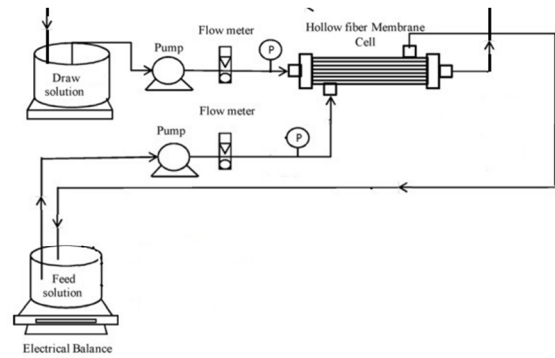 Flow meter
Hollow fiber Membrane
Cell
Pump
P
Draw
solution
Flow meter
Pump
P
Feed
solution
Electrical Balance